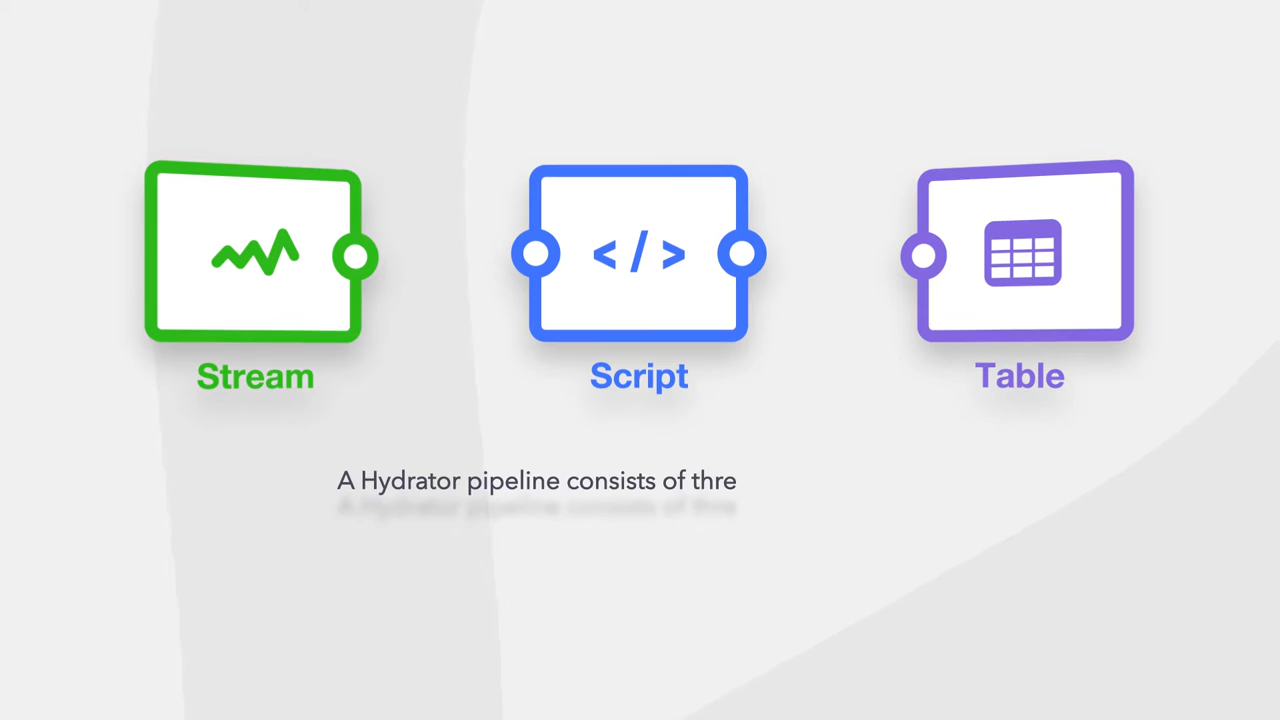 </>
Stream
Script
Table
A Hydrator pipeline consists of thre